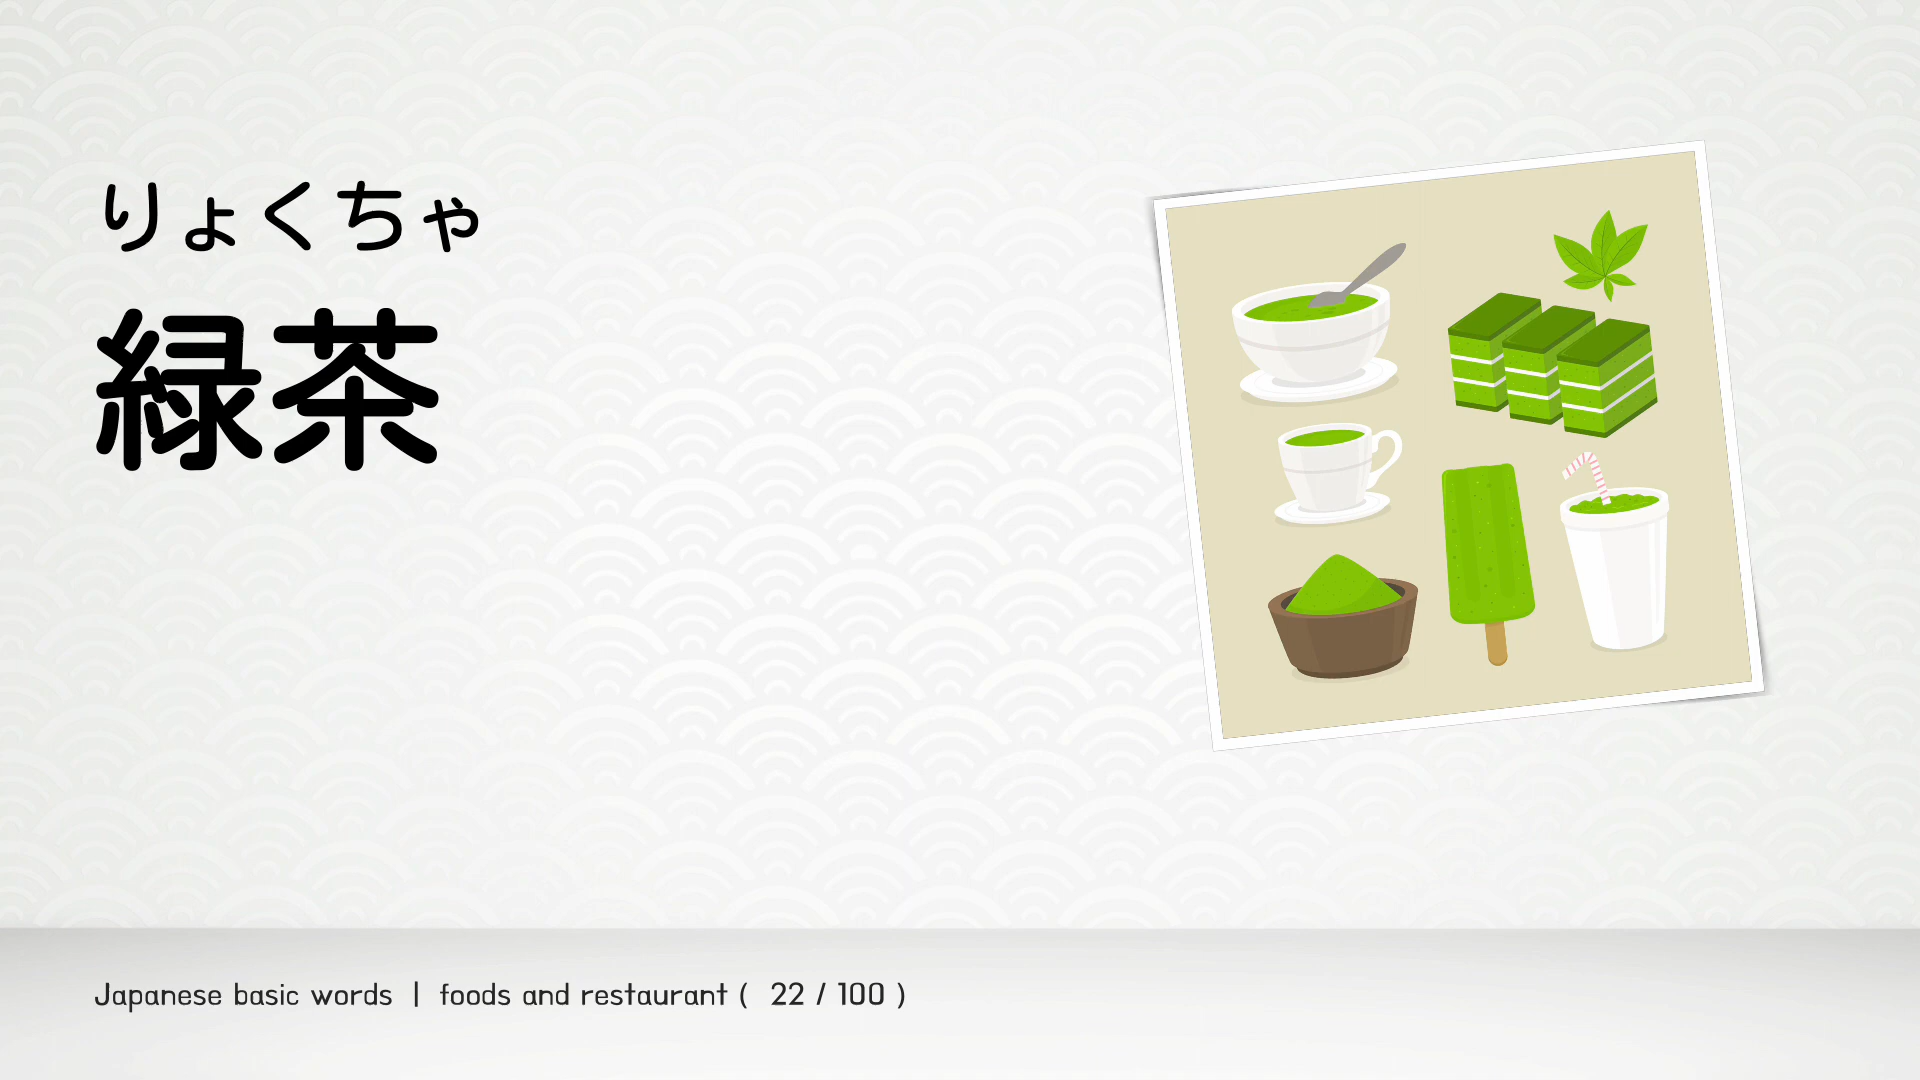 りょくちゃ
緑茶
Japanese basic words | foods and restaurant ( 22 / 100 )